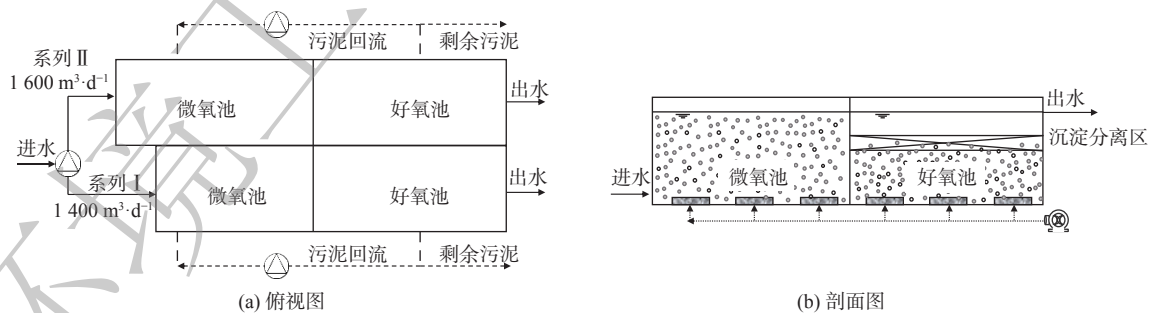 污泥回流
剩余污泥
系列Ⅱ
1 600 m³·d⁻¹
微氧池
好氧池
出水
进水
系列Ⅰ
1 400 m³·d⁻¹
微氧池
好氧池
出水
污泥回流
剩余污泥
(a) 俯视图
出水
沉淀分离区
微氧池
好氧池
进水
(b) 剖面图